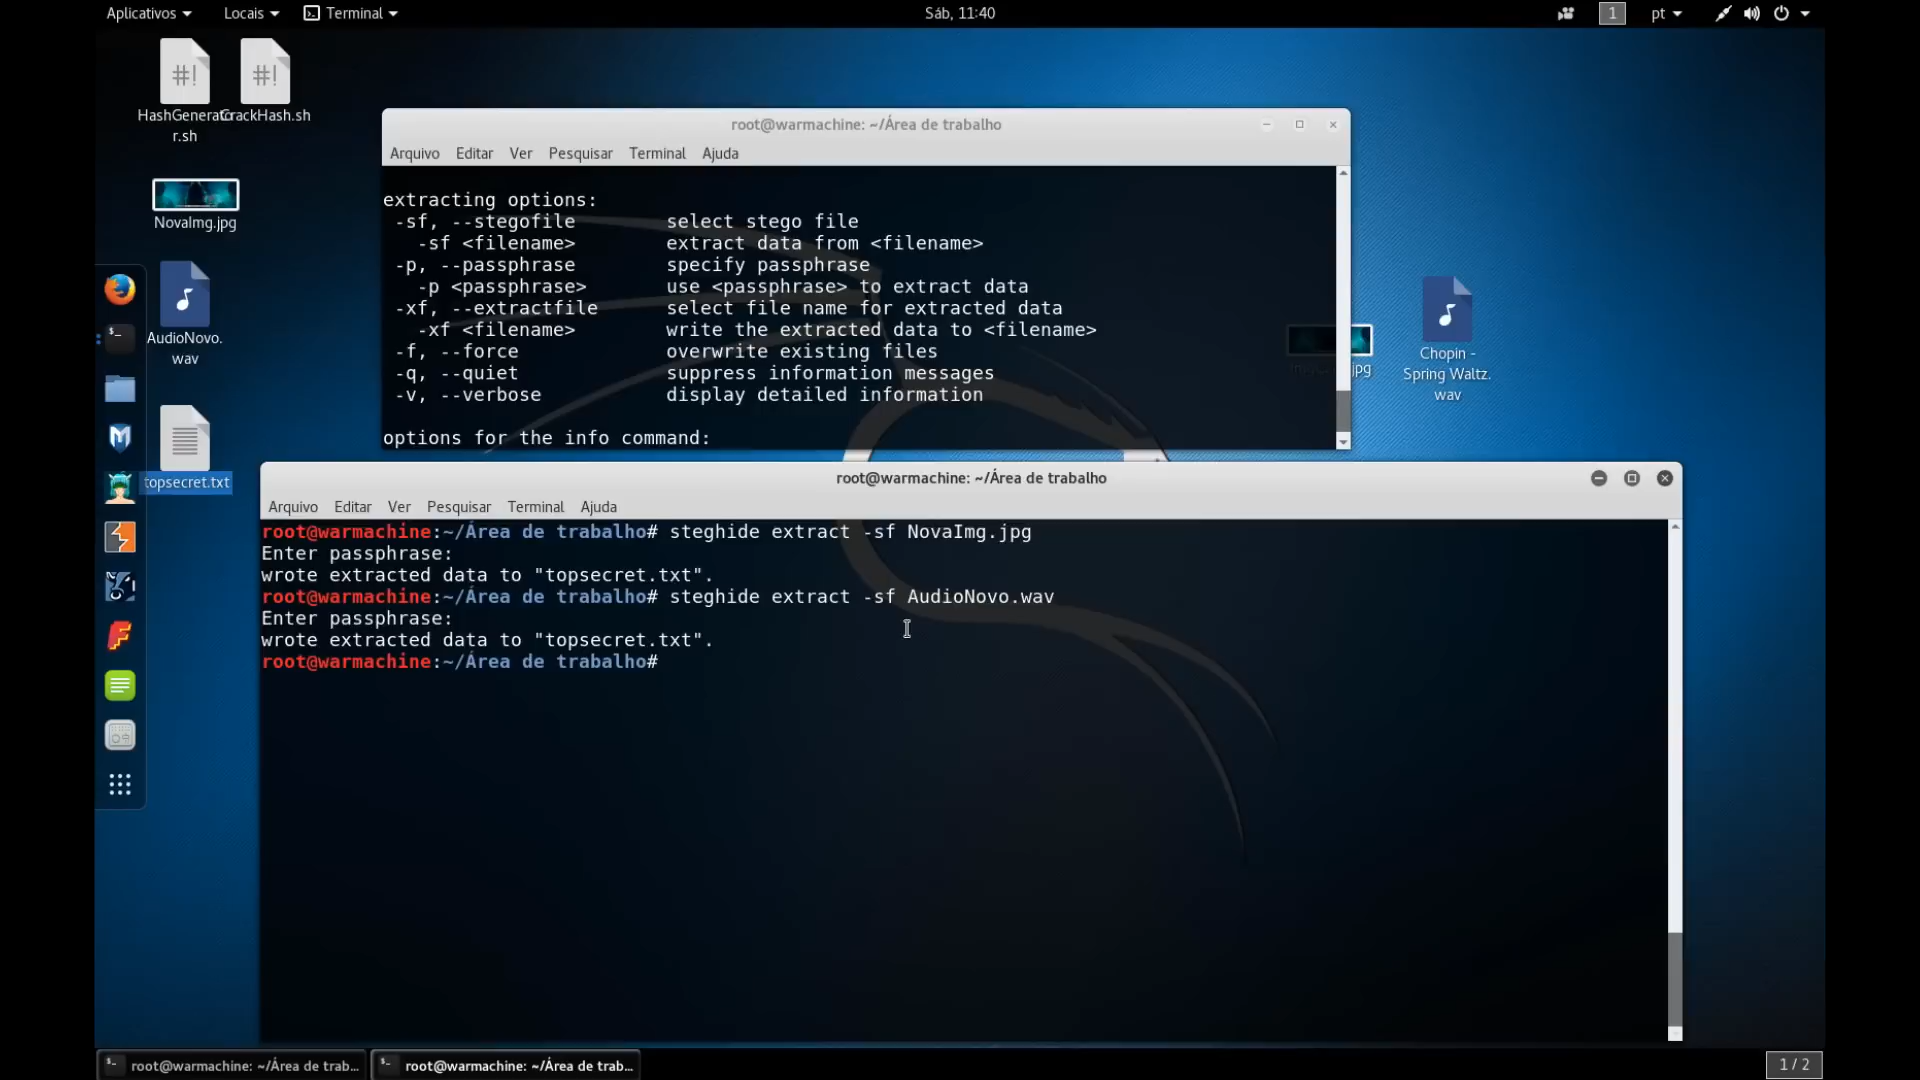 Aplicativos Locais Terminal Sáb, 11:40 1 pt
HashGenerato
r.sh
CrackHash.sh
NovaImg.jpg
AudioNovo.
wav
topsecret.txt
root@warmachine: ~/Área de trabalho
Arquivo Editar Ver Pesquisar Terminal Ajuda
extracting options:
-sf, --stegofile select stego file
-sf <filename> extract data from <filename>
-p, --passphrase specify passphrase
-p <passphrase> use <passphrase> to extract data
-xf, --extractfile select file name for extracted data
-xf <filename> write the extracted data to <filename>
-f, --force overwrite existing files
-q, --quiet suppress information messages
-v, --verbose display detailed information
options for the info command:
jpg
Chopin -
Spring Waltz.
wav
root@warmachine: ~/Área de trabalho
Arquivo Editar Ver Pesquisar Terminal Ajuda
root@warmachine:~/Área de trabalho# steghide extract -sf NovaImg.jpg
Enter passphrase:
wrote extracted data to "topsecret.txt".
root@warmachine:~/Área de trabalho# steghide extract -sf AudioNovo.wav
Enter passphrase:
wrote extracted data to "topsecret.txt".
root@warmachine:~/Área de trabalho#
root@warmachine: ~/Área de trab... root@warmachine: ~/Área de trab... 1 / 2